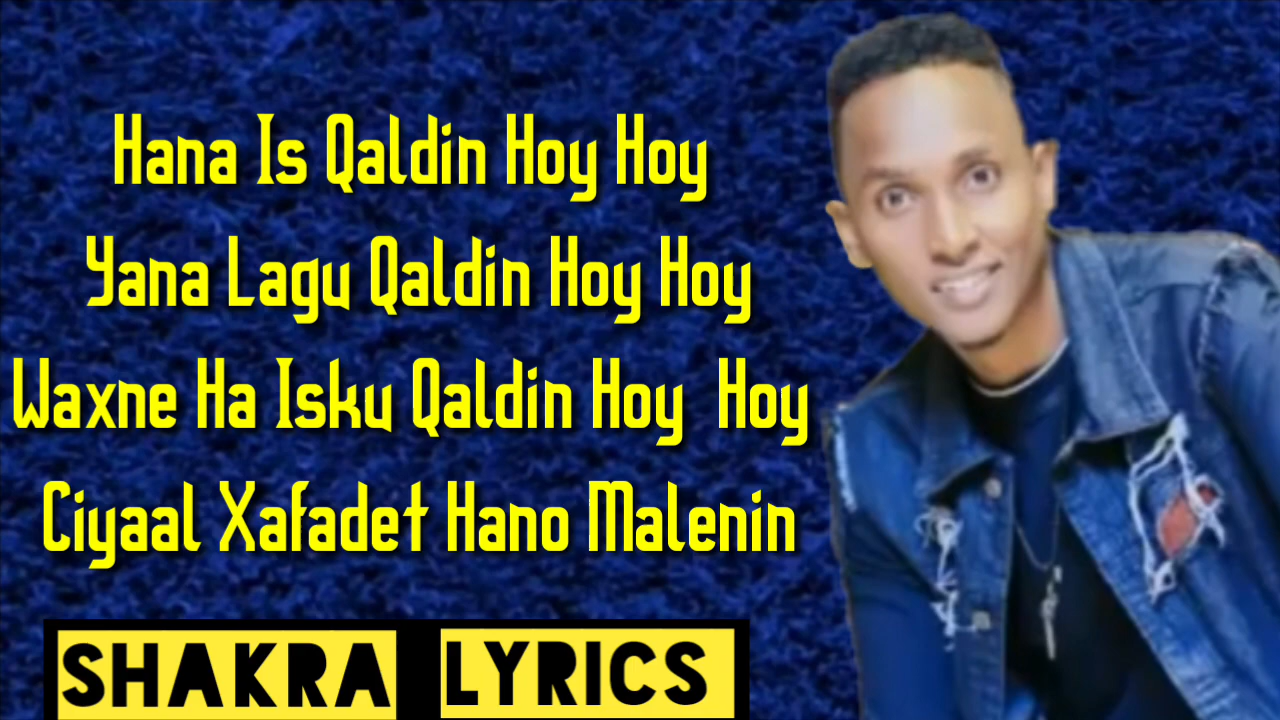 Hana Is Qaldin Hoy Hoy
Yana Lagu Qaldin Hoy Hoy
Waxne Ha Isku Qaldin Hoy Hoy
Ciyaal Xafadet Hano Malenin
SHAKRA LYRICS